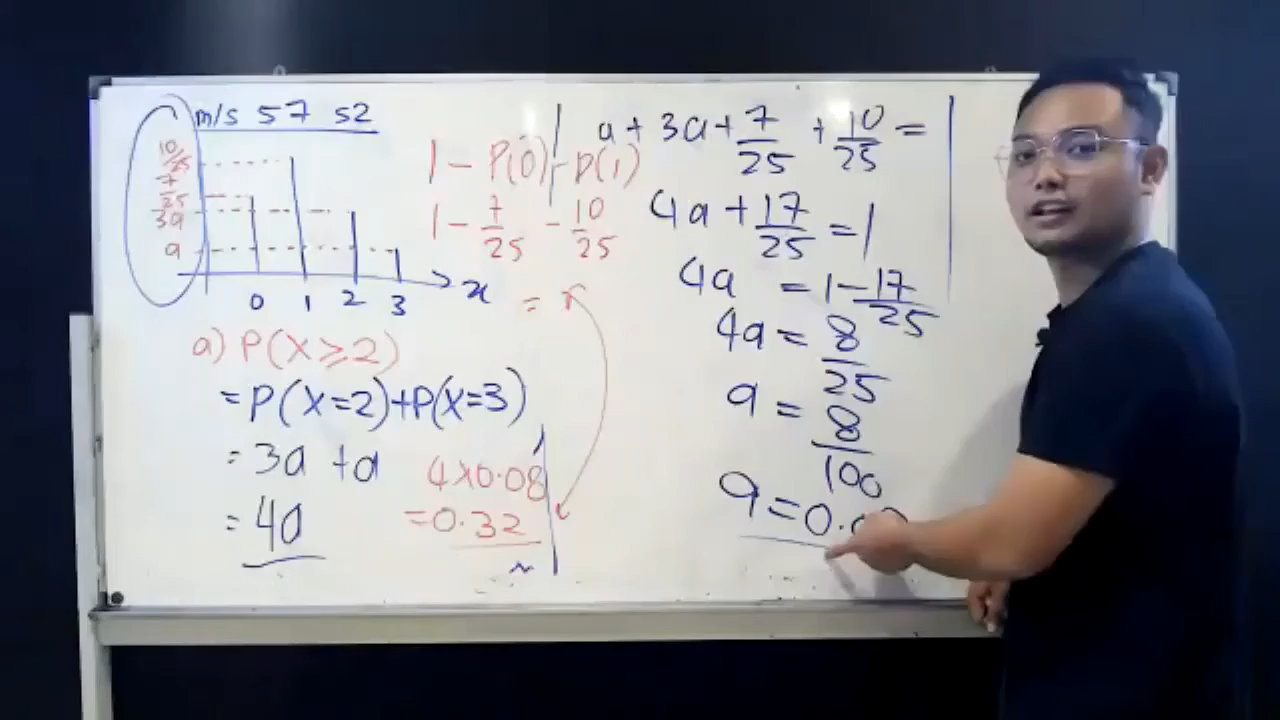 m/s 57 52
10/25
7/25
3a
a
0 1 2 3 x
a) P(X≥2)
= P(X=2)+P(X=3)
= 3a + a
= 4a
1 - P(0) - P(1)
1 - 7/25 - 10/25
=
4×0.08
=0.32
a + 3a + 7/25 + 10/25 = 1
4a + 17/25 = 1
4a = 1 - 17/25
4a = 8/25
a = 8/100
a = 0.